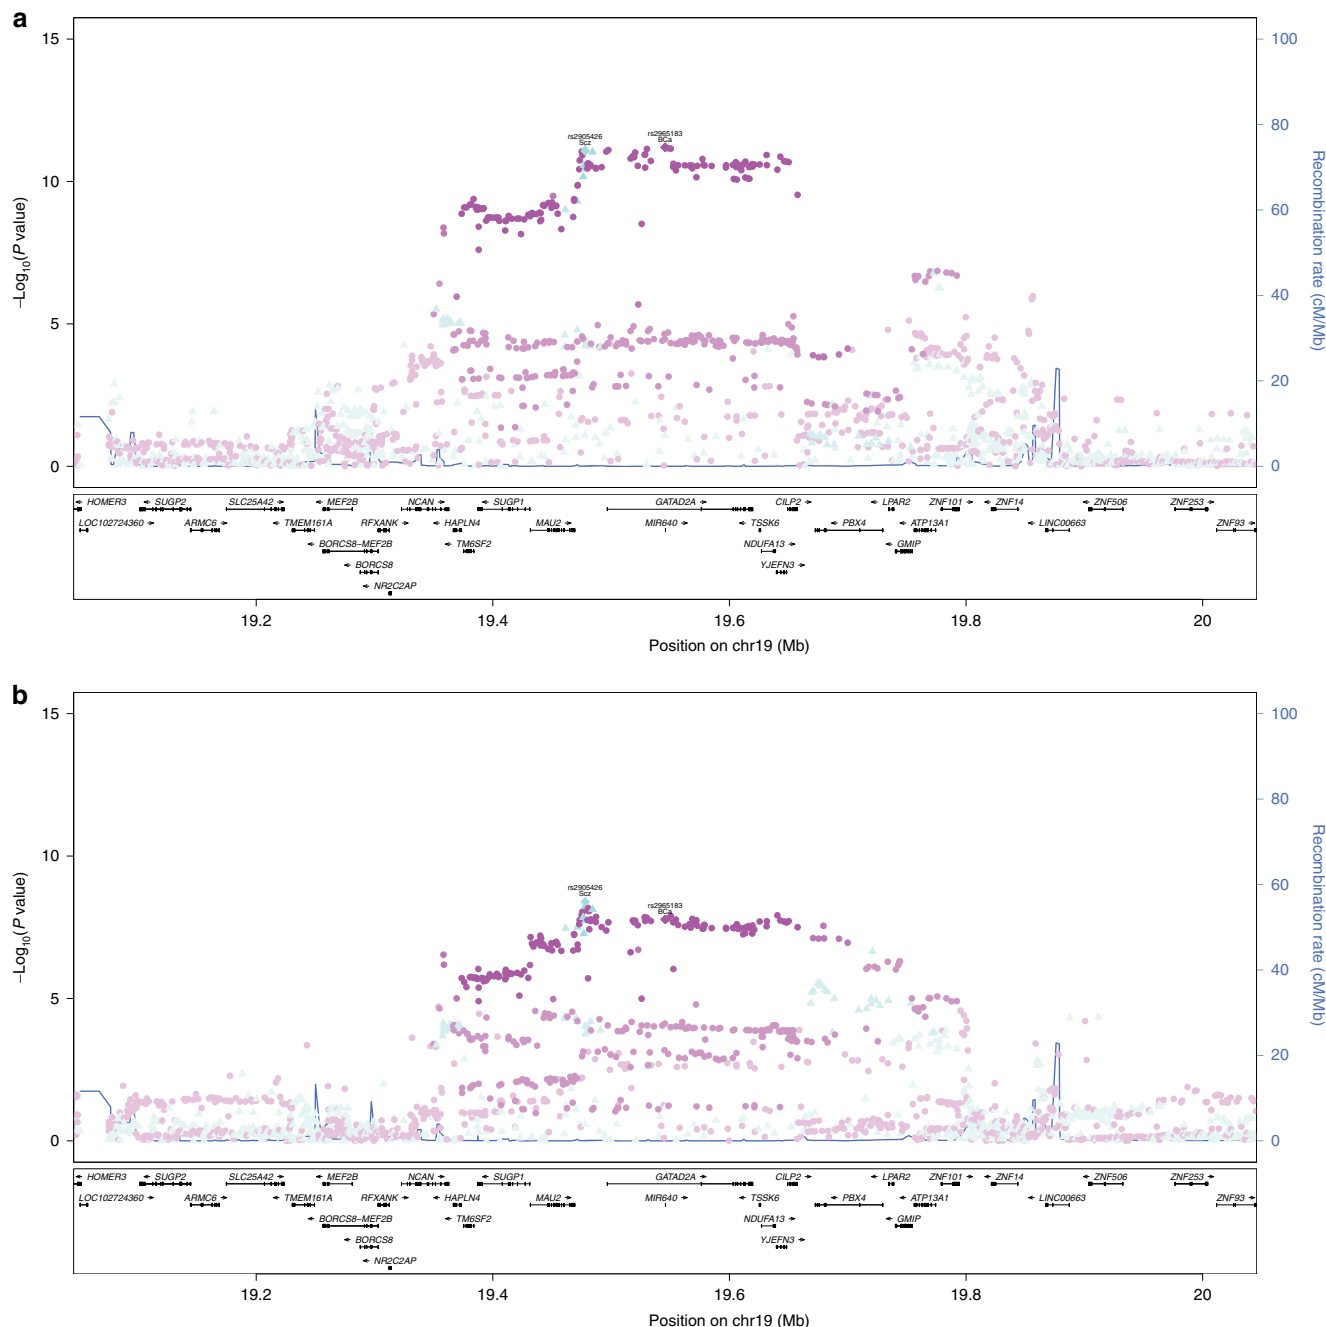 a
15
10
5
0
−Log10(P value)
100
80
60
40
20
0
Recombination rate (cM/Mb)
rs2905426
Scz
rs2965183
BCa
HOMER3 SUGP2 SLC25A42 MEF2B NCAN SUGP1 GATAD2A CILP2 LPAR2 ZNF101 ZNF14 ZNF506 ZNF253
LOC102724360 ARMC6 TMEM161A RFXANK HAPLN4 MAU2 MIR640 TSSK6 PBX4 ATP13A1 LINC00663 ZNF93
BORCS8−MEF2B TM6SF2 NDUFA13 GMIP
BORCS8 YJEFN3
NR2C2AP
19.2 19.4 19.6 19.8 20
Position on chr19 (Mb)
b
15
10
5
0
−Log10(P value)
100
80
60
40
20
0
Recombination rate (cM/Mb)
rs2905426
Scz
rs2965183
BCa
HOMER3 SUGP2 SLC25A42 MEF2B NCAN SUGP1 GATAD2A CILP2 LPAR2 ZNF101 ZNF14 ZNF506 ZNF253
LOC102724360 ARMC6 TMEM161A RFXANK HAPLN4 MAU2 MIR640 TSSK6 PBX4 ATP13A1 LINC00663 ZNF93
BORCS8−MEF2B TM6SF2 NDUFA13 GMIP
BORCS8 YJEFN3
NR2C2AP
19.2 19.4 19.6 19.8 20
Position on chr19 (Mb)